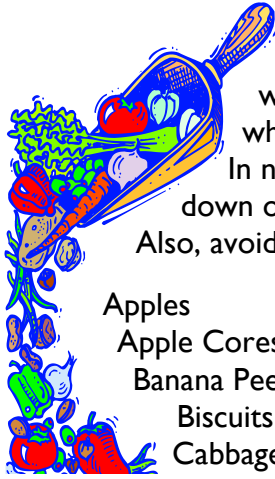 w
wh
In n
down o
Also, avoid
Apples
Apple Cores
Banana Pee
Biscuits
Cabbage